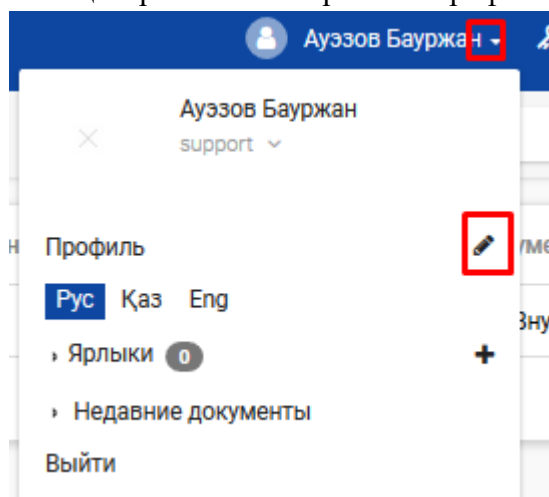 Ауэзов Бауржан
Ауэзов Бауржан
support
Профиль
Рус Қаз Eng
Ярлыки 0
Недавние документы
Выйти